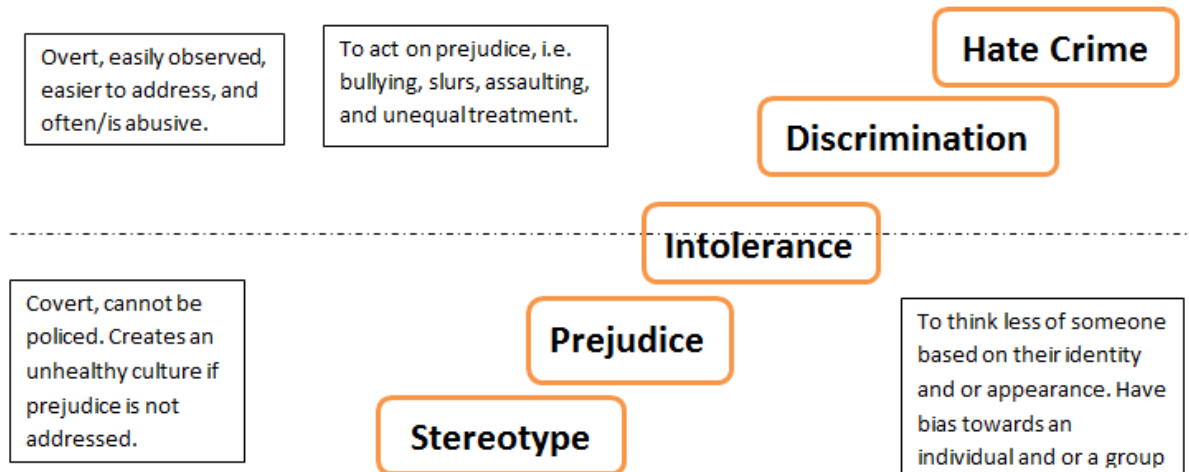 Overt, easily observed,
easier to address, and
often/is abusive.
To act on prejudice, i.e.
bullying, slurs, assaulting,
and unequal treatment.
Hate Crime
Discrimination
Intolerance
Covert, cannot be
policed. Creates an
unhealthy culture if
prejudice is not
addressed.
Prejudice
Stereotype
To think less of someone
based on their identity
and or appearance. Have
bias towards an
individual and or a group